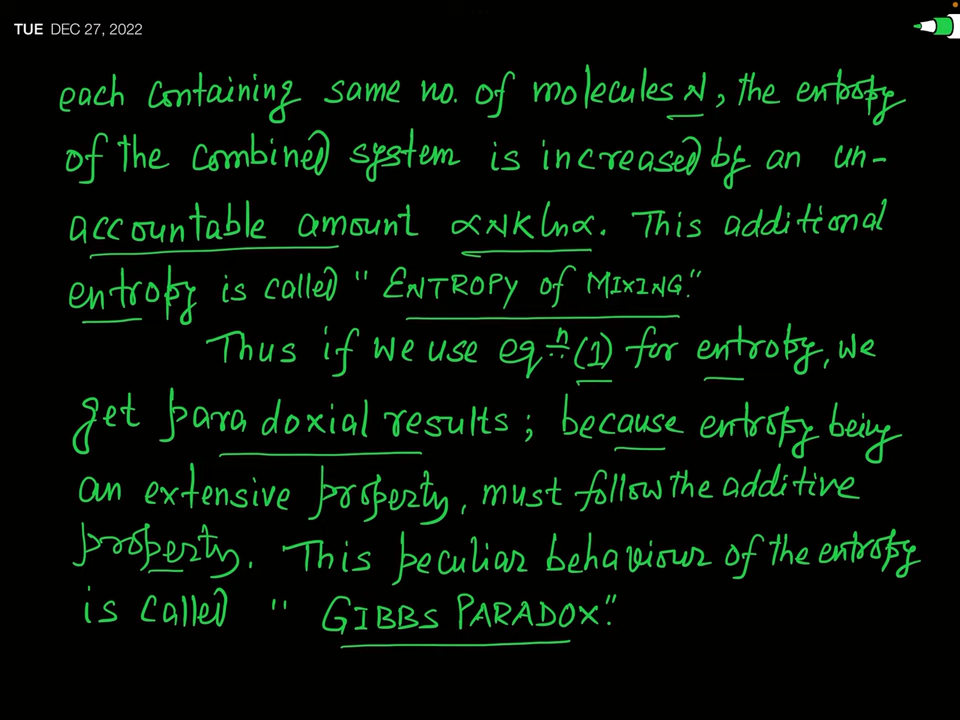 TUE DEC 27, 2022
each containing same no. of molecules N, the entropy
of the combined system is increased by an un-
accountable amount αNK lnα. This additional
entropy is called "ENTROPY of MIXING."
Thus if we use eqⁿ (1) for entropy, we
get paradoxial results; because entropy being
an extensive property, must follow the additive
property. This peculiar behaviour of the entropy
is called "GIBBS PARADOX."